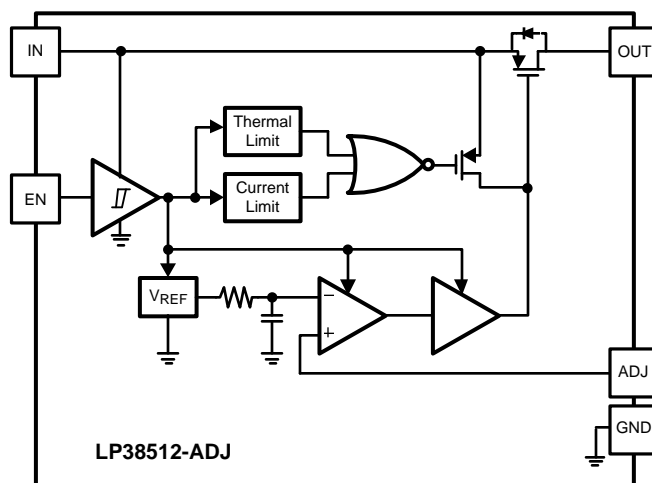 IN
OUT
Thermal
Limit
EN
Current
Limit
VREF
−
+
ADJ
GND
LP38512-ADJ